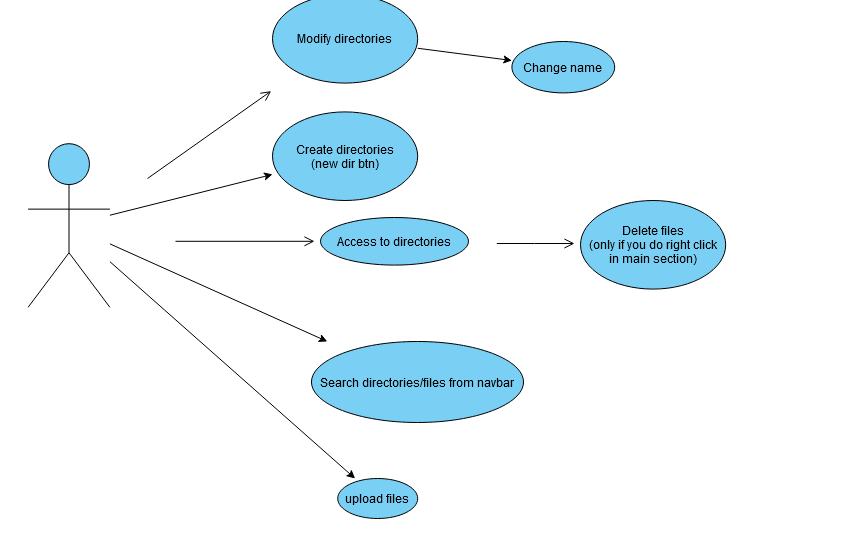 Modify directories
Change name
Create directories
(new dir btn)
Access to directories
Delete files
(only if you do right click
in main section)
Search directories/files from navbar
upload files